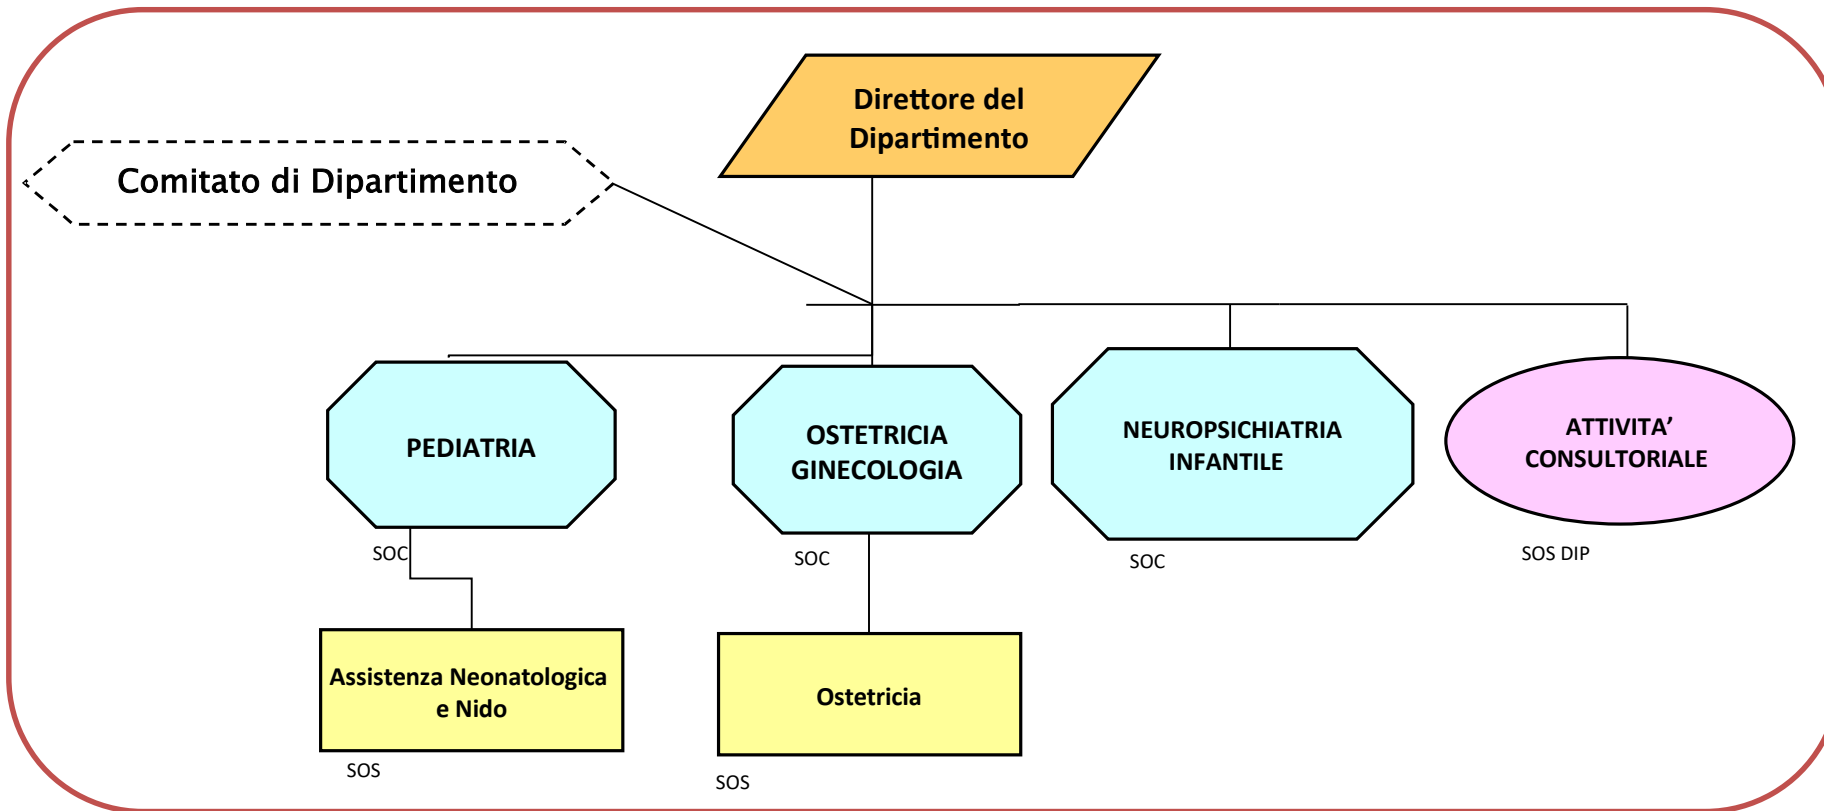 Direttore del
Dipartimento
Comitato di Dipartimento
PEDIATRIA
OSTETRICIA
GINECOLOGIA
NEUROPSICHIATRIA
INFANTILE
ATTIVITA’
CONSULTORIALE
SOC
SOC
SOC
SOS DIP
Assistenza Neonatologica
e Nido
Ostetricia
SOS
SOS